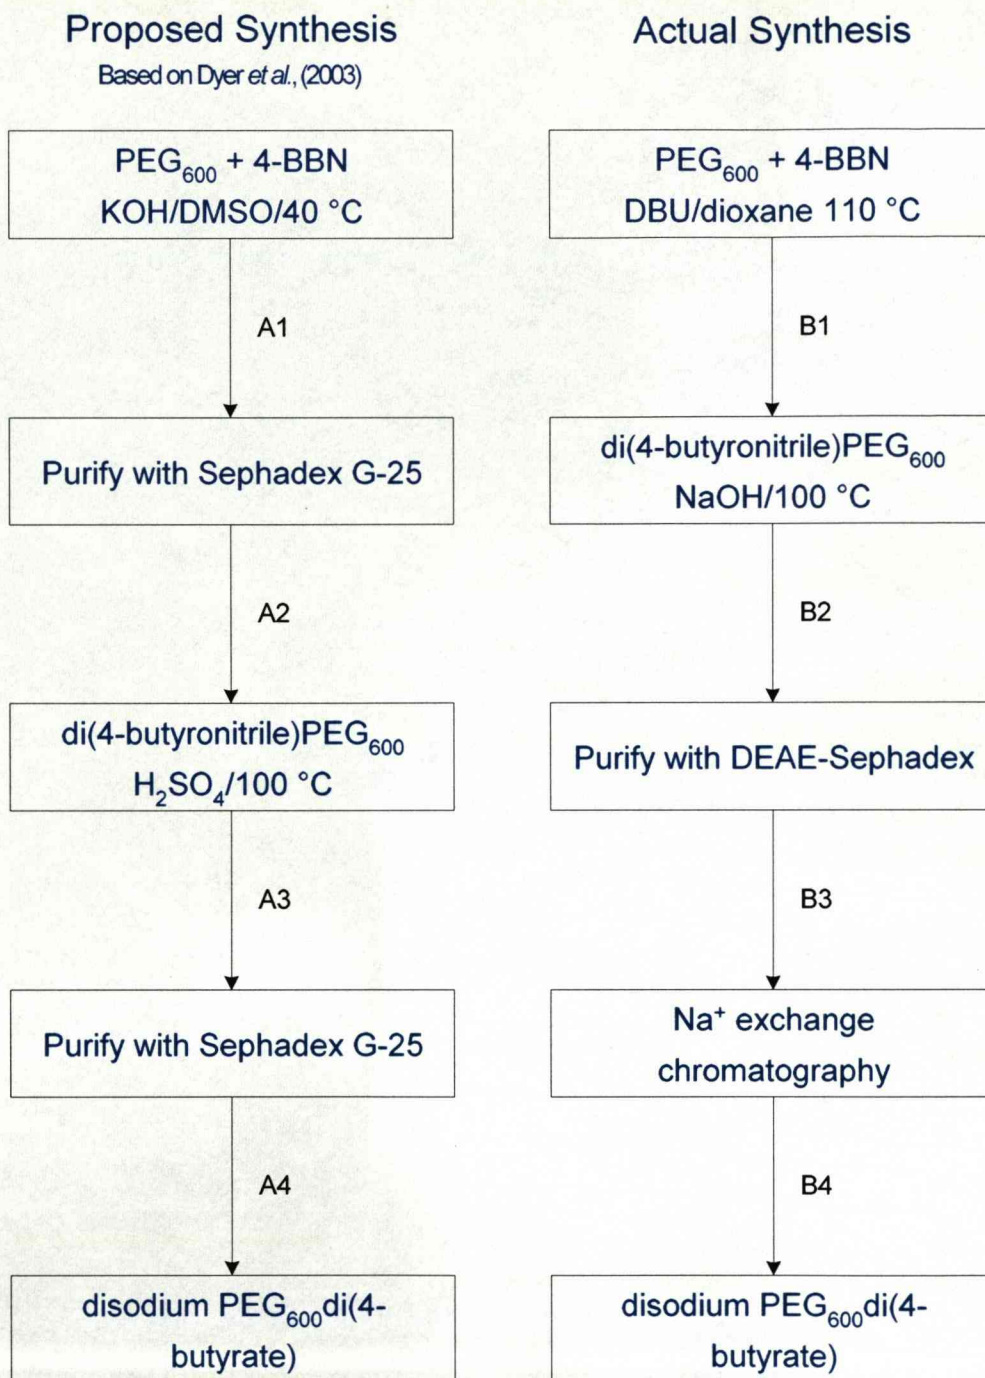 Proposed Synthesis
Based on Dyer et al., (2003)
PEG600 + 4-BBN
KOH/DMSO/40 °C
A1
Purify with Sephadex G-25
A2
di(4-butyronitrile)PEG600
H2SO4/100 °C
A3
Purify with Sephadex G-25
A4
disodium PEG600di(4-
butyrate)
Actual Synthesis
PEG600 + 4-BBN
DBU/dioxane 110 °C
B1
di(4-butyronitrile)PEG600
NaOH/100 °C
B2
Purify with DEAE-Sephadex
B3
Na⁺ exchange
chromatography
B4
disodium PEG600di(4-
butyrate)